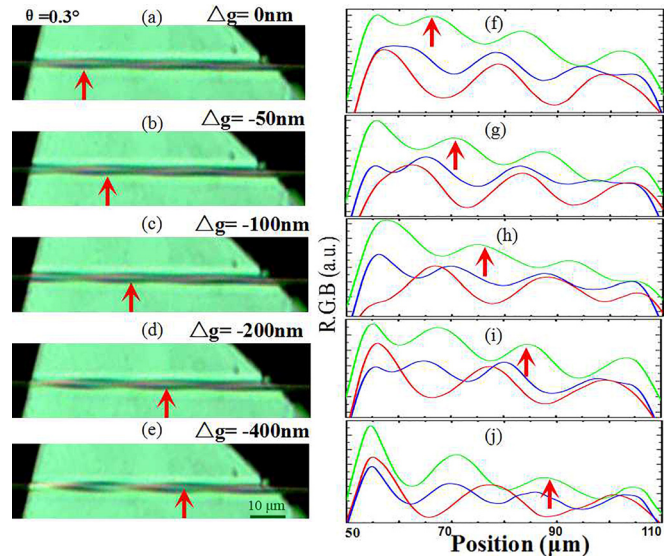 θ =0.3°
(a)
△g= 0nm
(b)
△g= -50nm
(c)
△g= -100nm
(d)
△g= -200nm
(e)
△g= -400nm
10 μm
(f)
(g)
(h)
(i)
(j)
R.G.B (a.u.)
50 70 90 110
Position (μm)